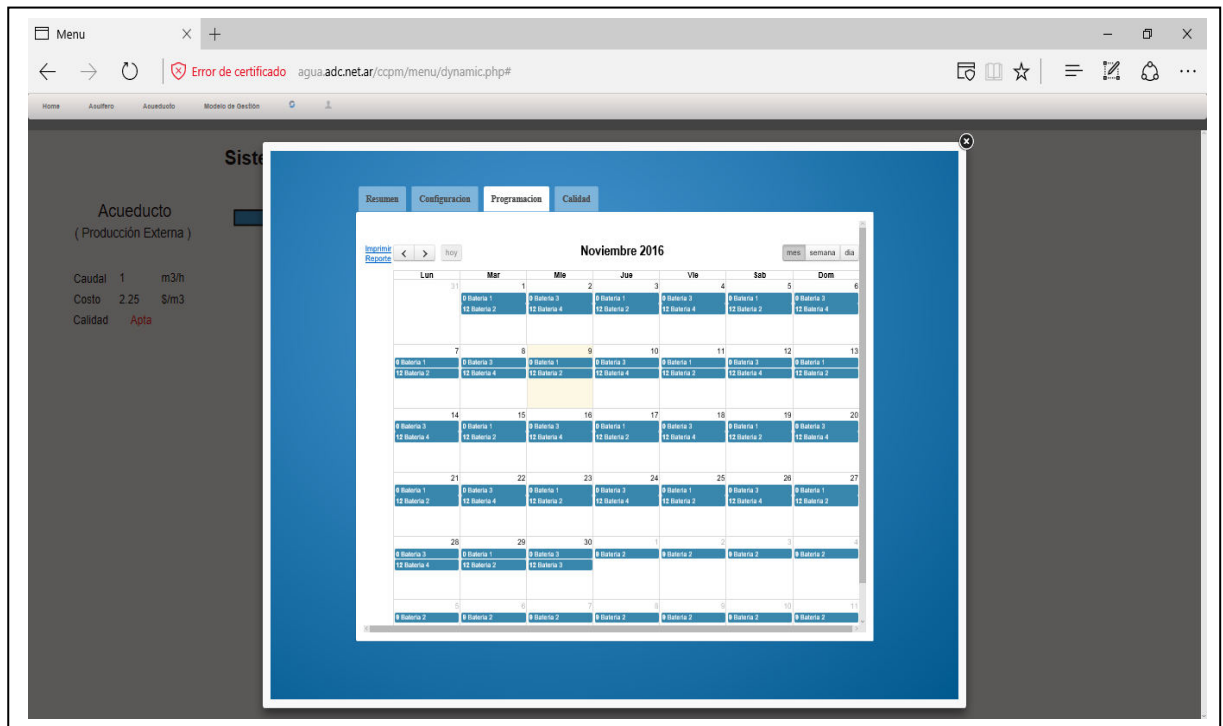 Menu
Error de certificado agua.adc.net.ar/ccpm/menu/dynamic.php#
Home Acuifero Acueducto Modelo de Gestión
Siste
Acueducto
( Producción Externa )
Caudal 1 m3/h
Costo 2.25 $/m3
Calidad Apta
Resumen Configuracion Programacion Calidad
Imprimir
Reporte
hoy Noviembre 2016 mes semana dia
Lun Mar Mie Jue Vie Sab Dom
31 1 2 3 4 5 6
0 Bateria 1 0 Bateria 3 0 Bateria 1 0 Bateria 3 0 Bateria 1 0 Bateria 3
12 Bateria 2 12 Bateria 4 12 Bateria 2 12 Bateria 4 12 Bateria 2 12 Bateria 4
7 8 9 10 11 12 13
0 Bateria 1 0 Bateria 3 0 Bateria 1 0 Bateria 3 0 Bateria 1 0 Bateria 3 0 Bateria 1
12 Bateria 2 12 Bateria 4 12 Bateria 2 12 Bateria 4 12 Bateria 2 12 Bateria 4 12 Bateria 2
14 15 16 17 18 19 20
0 Bateria 3 0 Bateria 1 0 Bateria 3 0 Bateria 1 0 Bateria 3 0 Bateria 1 0 Bateria 3
12 Bateria 4 12 Bateria 2 12 Bateria 4 12 Bateria 2 12 Bateria 4 12 Bateria 2 12 Bateria 4
21 22 23 24 25 26 27
0 Bateria 1 0 Bateria 3 0 Bateria 1 0 Bateria 3 0 Bateria 1 0 Bateria 3 0 Bateria 1
12 Bateria 2 12 Bateria 4 12 Bateria 2 12 Bateria 4 12 Bateria 12 Bateria 4 12 Bateria 2
28 29 30 1 2 3 4
0 Bateria 3 0 Bateria 1 0 Bateria 3 9 Bateria 2 9 Bateria 2 9 Bateria 2 9 Bateria 2
12 Bateria 4 12 Bateria 2 12 Bateria 3
5 6 7 8 9 10 11
9 Bateria 2 9 Bateria 2 9 Bateria 2 9 Bateria 2 9 Bateria 2 9 Bateria 2 9 Bateria 2